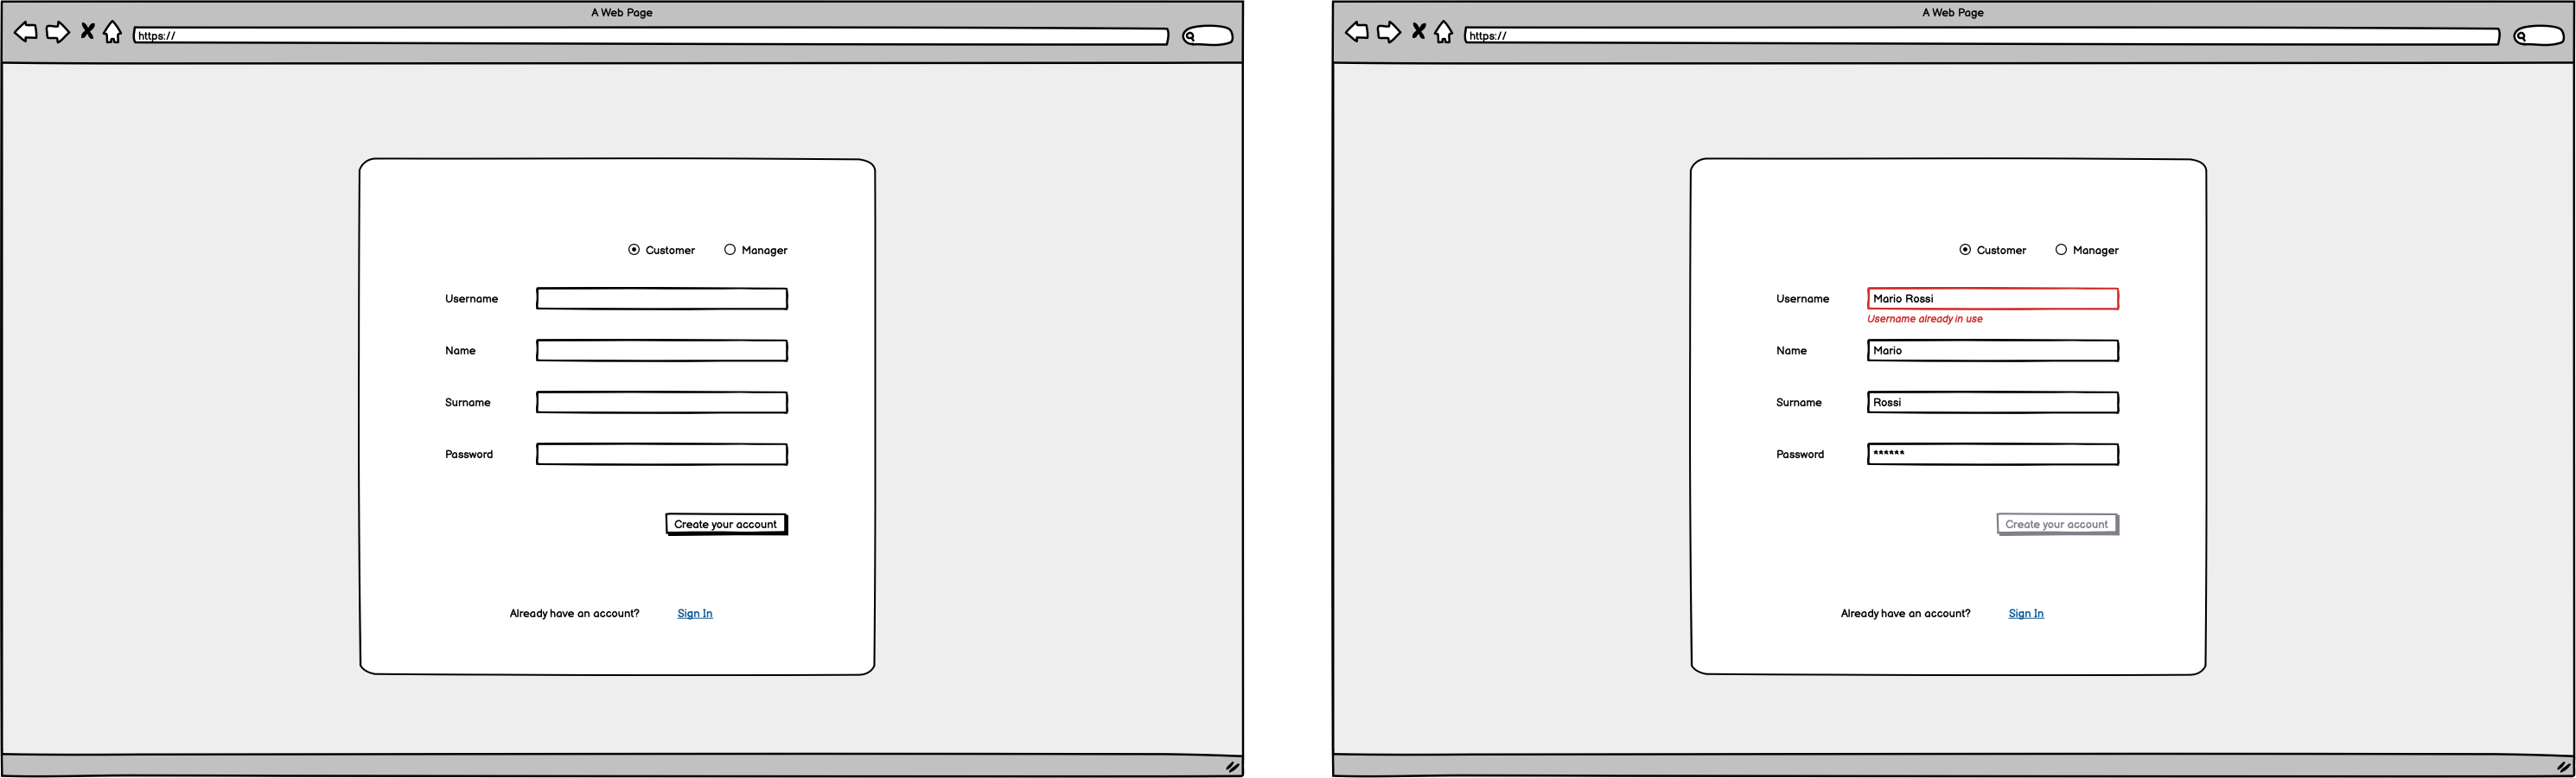 A Web Page
https://
Customer Manager
Username
Name
Surname
Password
Create your account
Already have an account? Sign In
A Web Page
https://
Customer Manager
Username Mario Rossi
Username already in use
Name Mario
Surname Rossi
Password ******
Create your account
Already have an account? Sign In